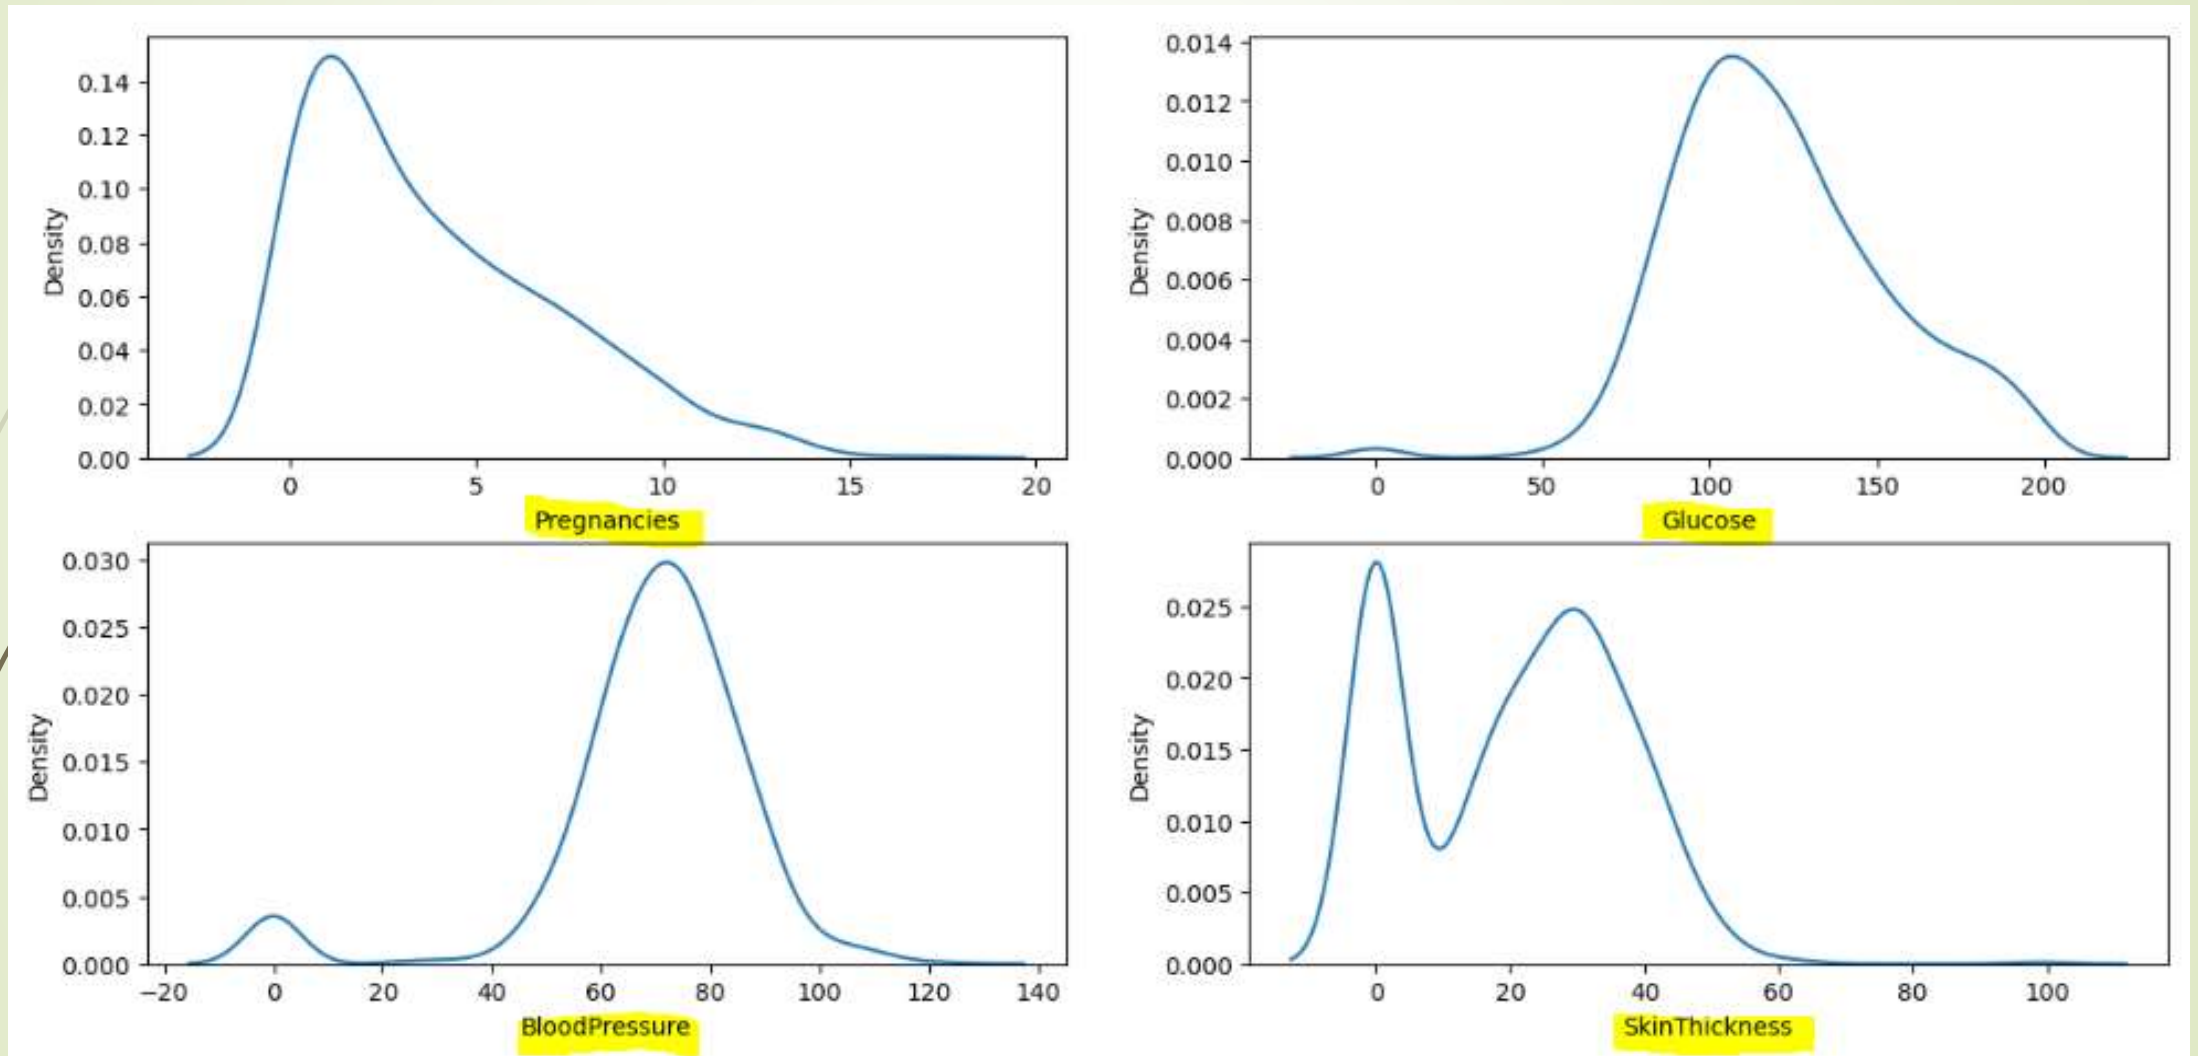 0.14
0.12
0.10
0.08
0.06
0.04
0.02
0.00
Density
0 5 10 15 20
Pregnancies
0.014
0.012
0.010
0.008
0.006
0.004
0.002
0.000
Density
0 50 100 150 200
Glucose
0.030
0.025
0.020
0.015
0.010
0.005
0.000
Density
−20 0 20 40 60 80 100 120 140
BloodPressure
0.025
0.020
0.015
0.010
0.005
0.000
Density
0 20 40 60 80 100
SkinThickness